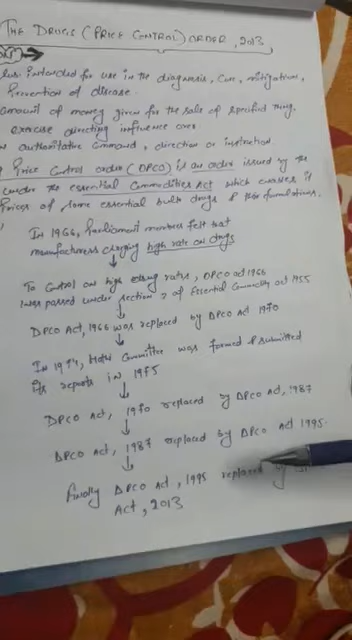 THE DRUGS (PRICE CONTROL) ORDER, 2013
intended for use in the diagnosis, Cure, mitigation,
Prevention of disease.
amount of money given for the sale of specified thing.
exercise directing influence over
authoritative Command, direction or instruction.
Price Control order (DPCO) is an order issued by the
under the essential Commodities Act which
Prices of some essential bulk drugs & their formulations.
In 1966, Parliament members felt that
manufacturers charging high rate on drugs
To Control on high rates, DPCO act 1966
was passed under section 3 of Essential Commodity act 1955
DPCO Act, 1966 was replaced by DPCO Act 1970
In 1974, Hathi Committee was formed & submitted
its reports in 1975
DPCO Act, 1970 replaced by DPCO Act, 1987
DPCO Act, 1987 replaced by DPCO Act 1995.
Finally DPCO Act, 1995 replaced by
Act, 2013